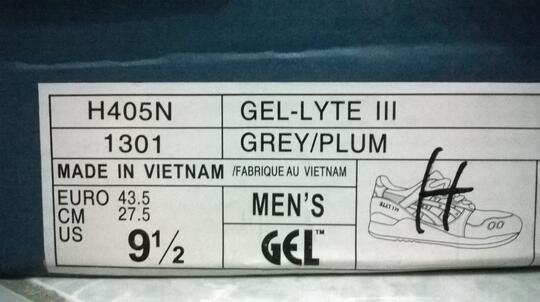 H405N GEL-LYTE III
1301 GREY/PLUM
MADE IN VIETNAM /FABRIQUE AU VIETNAM
EURO 43.5
CM 27.5
US 9½
MEN'S
GEL™
H